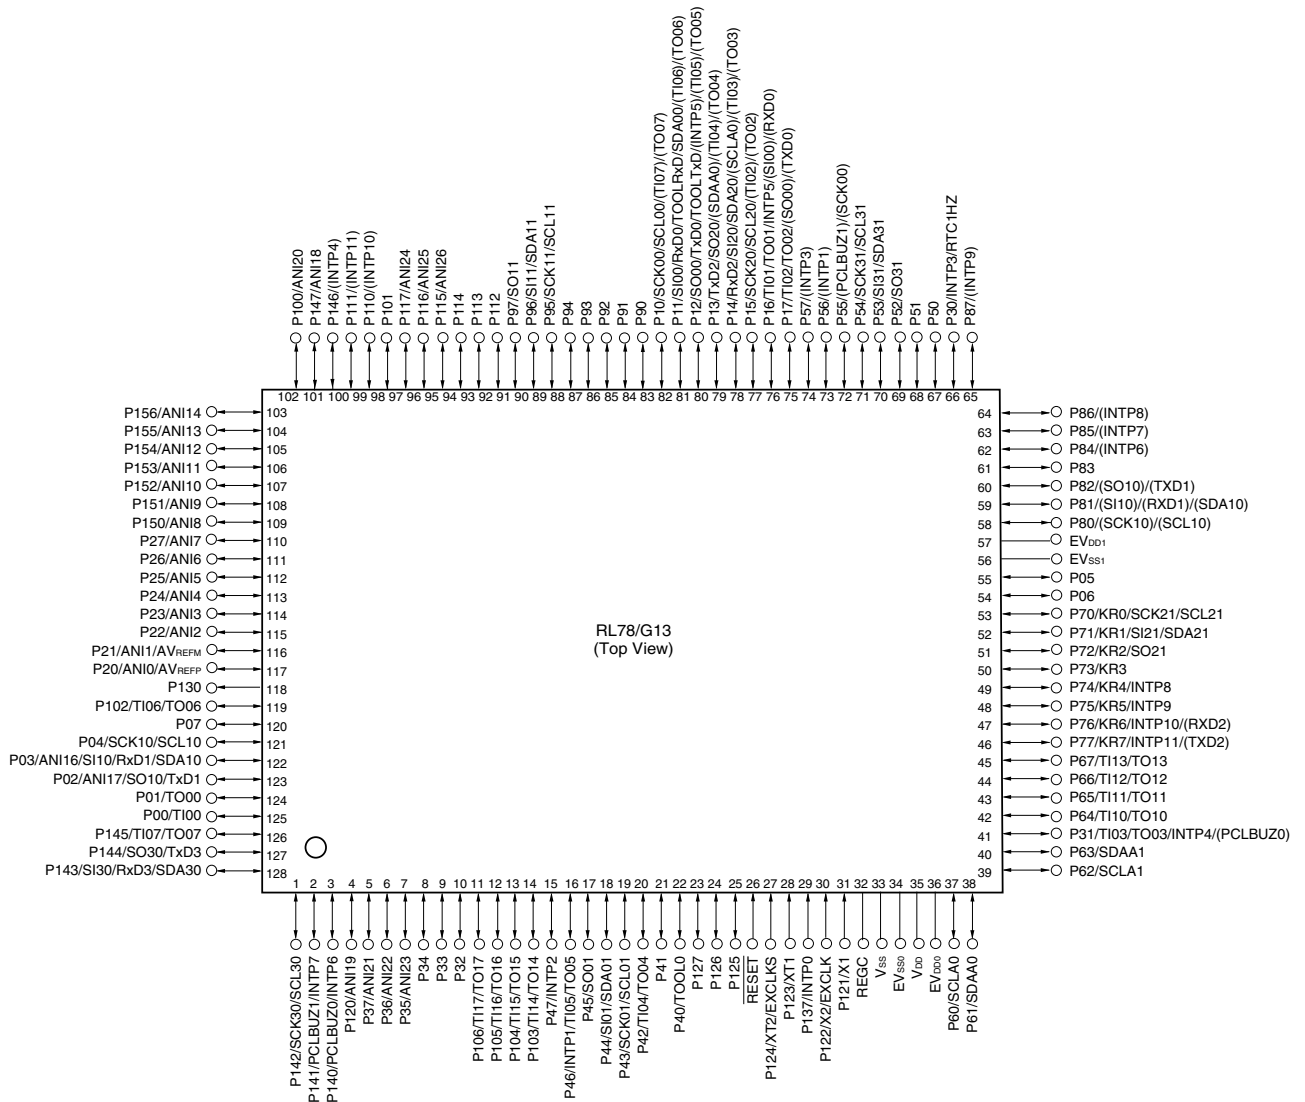 P100/ANI20
P147/ANI18
P146/(INTP4)
P111/(INTP11)
P110/(INTP10)
P101
P117/ANI24
P116/ANI25
P115/ANI26
P114
P113
P112
P97/SO11
P96/SI11/SDA11
P95/SCK11/SCL11
P94
P93
P92
P91
P90
P10/SCK00/SCL00/(TI07)/(TO07)
P11/SI00/RxD0/TOOLRxD/SDA00/(TI06)/(TO06)
P12/SO00/TxD0/TOOLTxD/(INTP5)/(TI05)/(TO05)
P13/TxD2/SO20/(SDAA0)/(TI04)/(TO04)
P14/RxD2/SI20/SDA20/(SCLA0)/(TI03)/(TO03)
P15/SCK20/SCL20/(TI02)/(TO02)
P16/TI01/TO01/INTP5/(SI00)/(RXD0)
P17/TI02/TO02/(SO00)/(TXD0)
P57/(INTP3)
P56/(INTP1)
P55/(PCLBUZ1)/(SCK00)
P54/SCK31/SCL31
P53/SI31/SDA31
P52/SO31
P51
P50
P30/INTP3/RTC1HZ
P87/(INTP9)
102 101 100 99 98 97 96 95 94 93 92 91 90 89 88 87 86 85 84 83 82 81 80 79 78 77 76 75 74 73 72 71 70 69 68 67 66 65
P156/ANI14 103
P155/ANI13 104
P154/ANI12 105
P153/ANI11 106
P152/ANI10 107
P151/ANI9 108
P150/ANI8 109
P27/ANI7 110
P26/ANI6 111
P25/ANI5 112
P24/ANI4 113
P23/ANI3 114
P22/ANI2 115
P21/ANI1/AVREFM 116
P20/ANI0/AVREFP 117
P130 118
P102/TI06/TO06 119
P07 120
P04/SCK10/SCL10 121
P03/ANI16/SI10/RxD1/SDA10 122
P02/ANI17/SO10/TxD1 123
P01/TO00 124
P00/TI00 125
P145/TI07/TO07 126
P144/SO30/TxD3 127
P143/SI30/RxD3/SDA30 128
RL78/G13
(Top View)
64 P86/(INTP8)
63 P85/(INTP7)
62 P84/(INTP6)
61 P83
60 P82/(SO10)/(TXD1)
59 P81/(SI10)/(RXD1)/(SDA10)
58 P80/(SCK10)/(SCL10)
57 EVDD1
56 EVSS1
55 P05
54 P06
53 P70/KR0/SCK21/SCL21
52 P71/KR1/SI21/SDA21
51 P72/KR2/SO21
50 P73/KR3
49 P74/KR4/INTP8
48 P75/KR5/INTP9
47 P76/KR6/INTP10/(RXD2)
46 P77/KR7/INTP11/(TXD2)
45 P67/TI13/TO13
44 P66/TI12/TO12
43 P65/TI11/TO11
42 P64/TI10/TO10
41 P31/TI03/TO03/INTP4/(PCLBUZ0)
40 P63/SDAA1
39 P62/SCLA1
1 2 3 4 5 6 7 8 9 10 11 12 13 14 15 16 17 18 19 20 21 22 23 24 25 26 27 28 29 30 31 32 33 34 35 36 37 38
P142/SCK30/SCL30
P141/PCLBUZ1/INTP7
P140/PCLBUZ0/INTP6
P120/ANI19
P37/ANI21
P36/ANI22
P35/ANI23
P34
P33
P32
P106/TI17/TO17
P105/TI16/TO16
P104/TI15/TO15
P103/TI14/TO14
P47/INTP2
P46/INTP1/TI05/TO05
P45/SO01
P44/SI01/SDA01
P43/SCK01/SCL01
P42/TI04/TO04
P41
P40/TOOL0
P127
P126
P125
RESET
P124/XT2/EXCLKS
P123/XT1
P137/INTP0
P122/X2/EXCLK
P121/X1
REGC
VSS
EVSS0
VDD
EVDD0
P60/SCLA0
P61/SDAA0